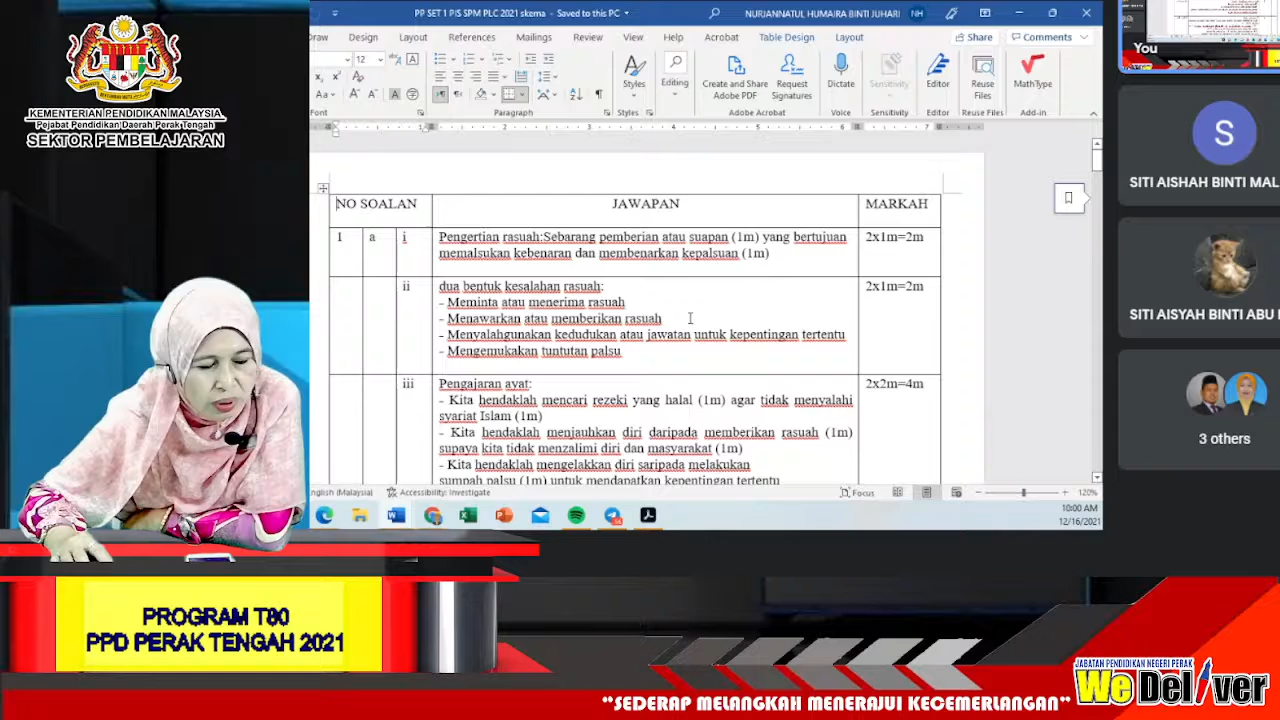 KEMENTERIAN PENDIDIKAN MALAYSIA
Pejabat Pendidikan Daerah Perak Tengah
SEKTOR PEMBELAJARAN
PP SET 1 PIS SPM PLC 2021 skema - Saved to this PC
NURJANNATUL HUMAIRA BINTI JUHARI
NH
Draw Design Layout References Review View Acrobat Table Design Layout
Share
Comments
12
Aa
Styles
Editing
Create and Share Adobe PDF
Request Signatures
Dictate
Sensitivity
Editor
Reuse Files
MathType
Font
Paragraph
Styles
Adobe Acrobat
Voice
Sensitivity
Editor
Reuse Files
Add-in
NO SOALAN JAWAPAN MARKAH
1 a i Pengertian rasuah:Sebarang pemberian atau suapan (1m) yang bertujuan 2x1m=2m
memalsukan kebenaran dan membenarkan kepalsuan (1m)
ii dua bentuk kesalahan rasuah: 2x1m=2m
- Meminta atau menerima rasuah
- Menawarkan atau memberikan rasuah
- Menyalahgunakan kedudukan atau jawatan untuk kepentingan tertentu
- Mengemukakan tuntutan palsu
iii Pengajaran ayat: 2x2m=4m
- Kita hendaklah mencari rezeki yang halal (1m) agar tidak menyalahi
syariat Islam (1m)
- Kita hendaklah menjauhkan diri daripada memberikan rasuah (1m)
supaya kita tidak menzalimi diri dan masyarakat (1m)
- Kita hendaklah mengelakkan diri saripada melakukan
sumpah palsu (1m) untuk mendapatkan kepentingan tertentu
English (Malaysia)
Accessibility: Investigate
Focus
120%
10:00 AM
12/16/2021
You
S
SITI AISHAH BINTI MAL
SITI AISYAH BINTI ABU
3 others
PROGRAM T80
PPD PERAK TENGAH 2021
"SEDERAP MELANGKAH MENERAJUI KECEMERLANGAN"
JABATAN PENDIDIKAN NEGERI PERAK
We Deliver